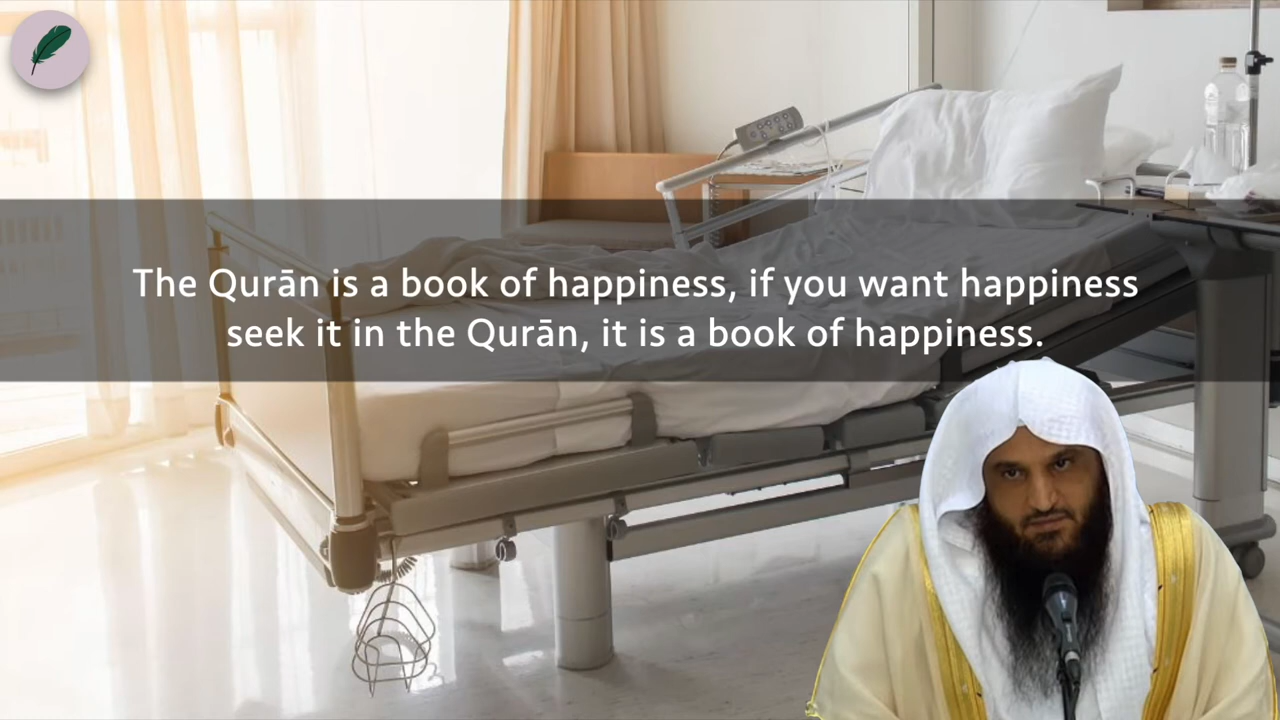 The Qurān is a book of happiness, if you want happiness
seek it in the Qurān, it is a book of happiness.